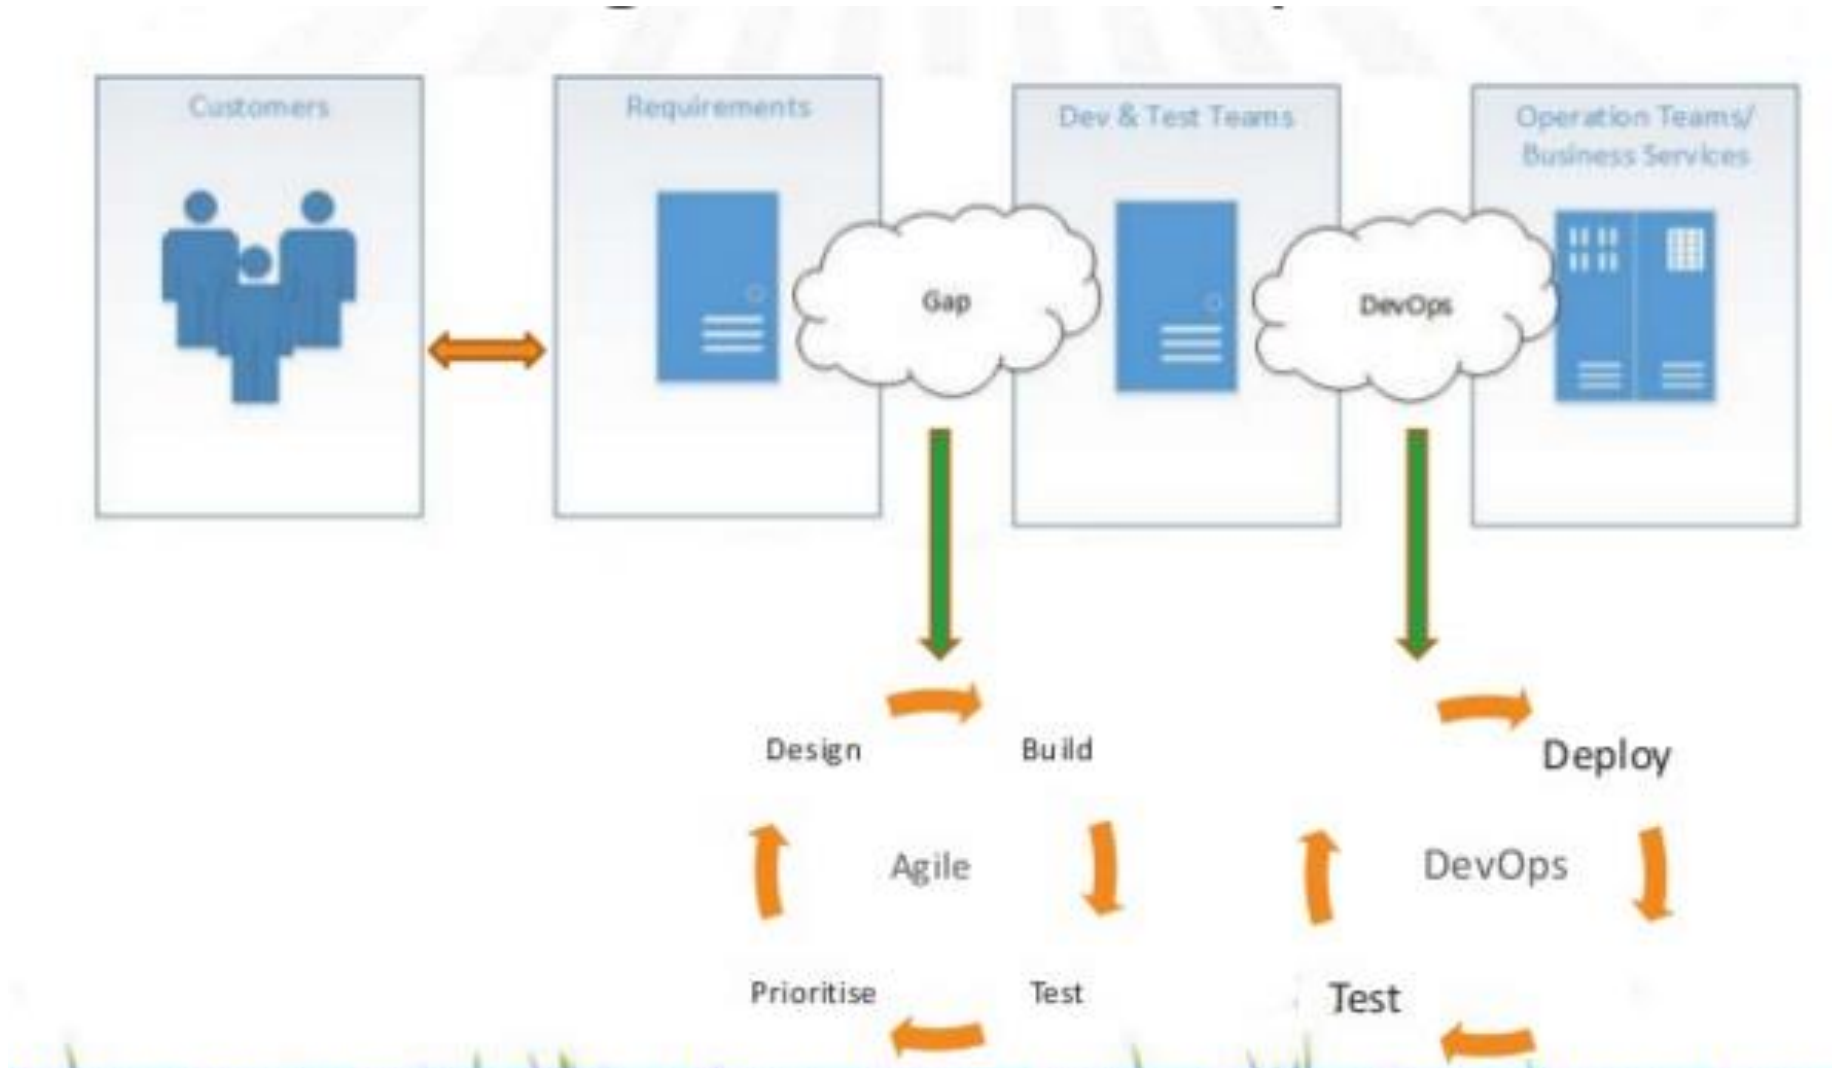 Customers
Requirements
Dev & Test Teams
Operation Teams/
Business Services
Gap
DevOps
Design
Build
Deploy
Agile
DevOps
Prioritise
Test
Test